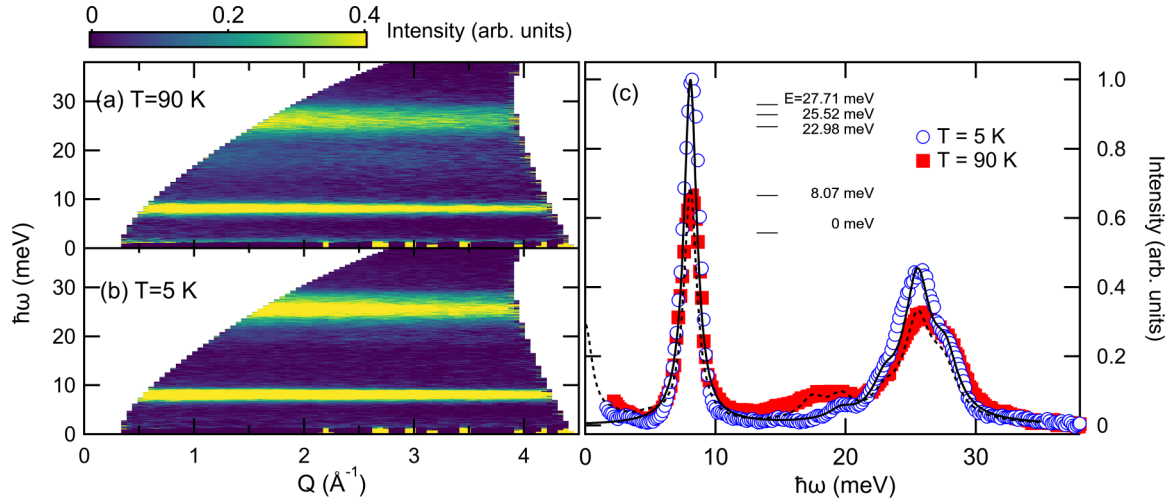 0
0.2
0.4
Intensity (arb. units)
(a) T=90 K
30
20
10
0
(b) T=5 K
30
20
10
0
ħω (meV)
0
1
2
3
4
Q (Å⁻¹)
(c)
E=27.71 meV
25.52 meV
22.98 meV
8.07 meV
0 meV
T = 5 K
T = 90 K
1.0
0.8
0.6
0.4
0.2
0
Intensity (arb. units)
0
10
20
30
ħω (meV)